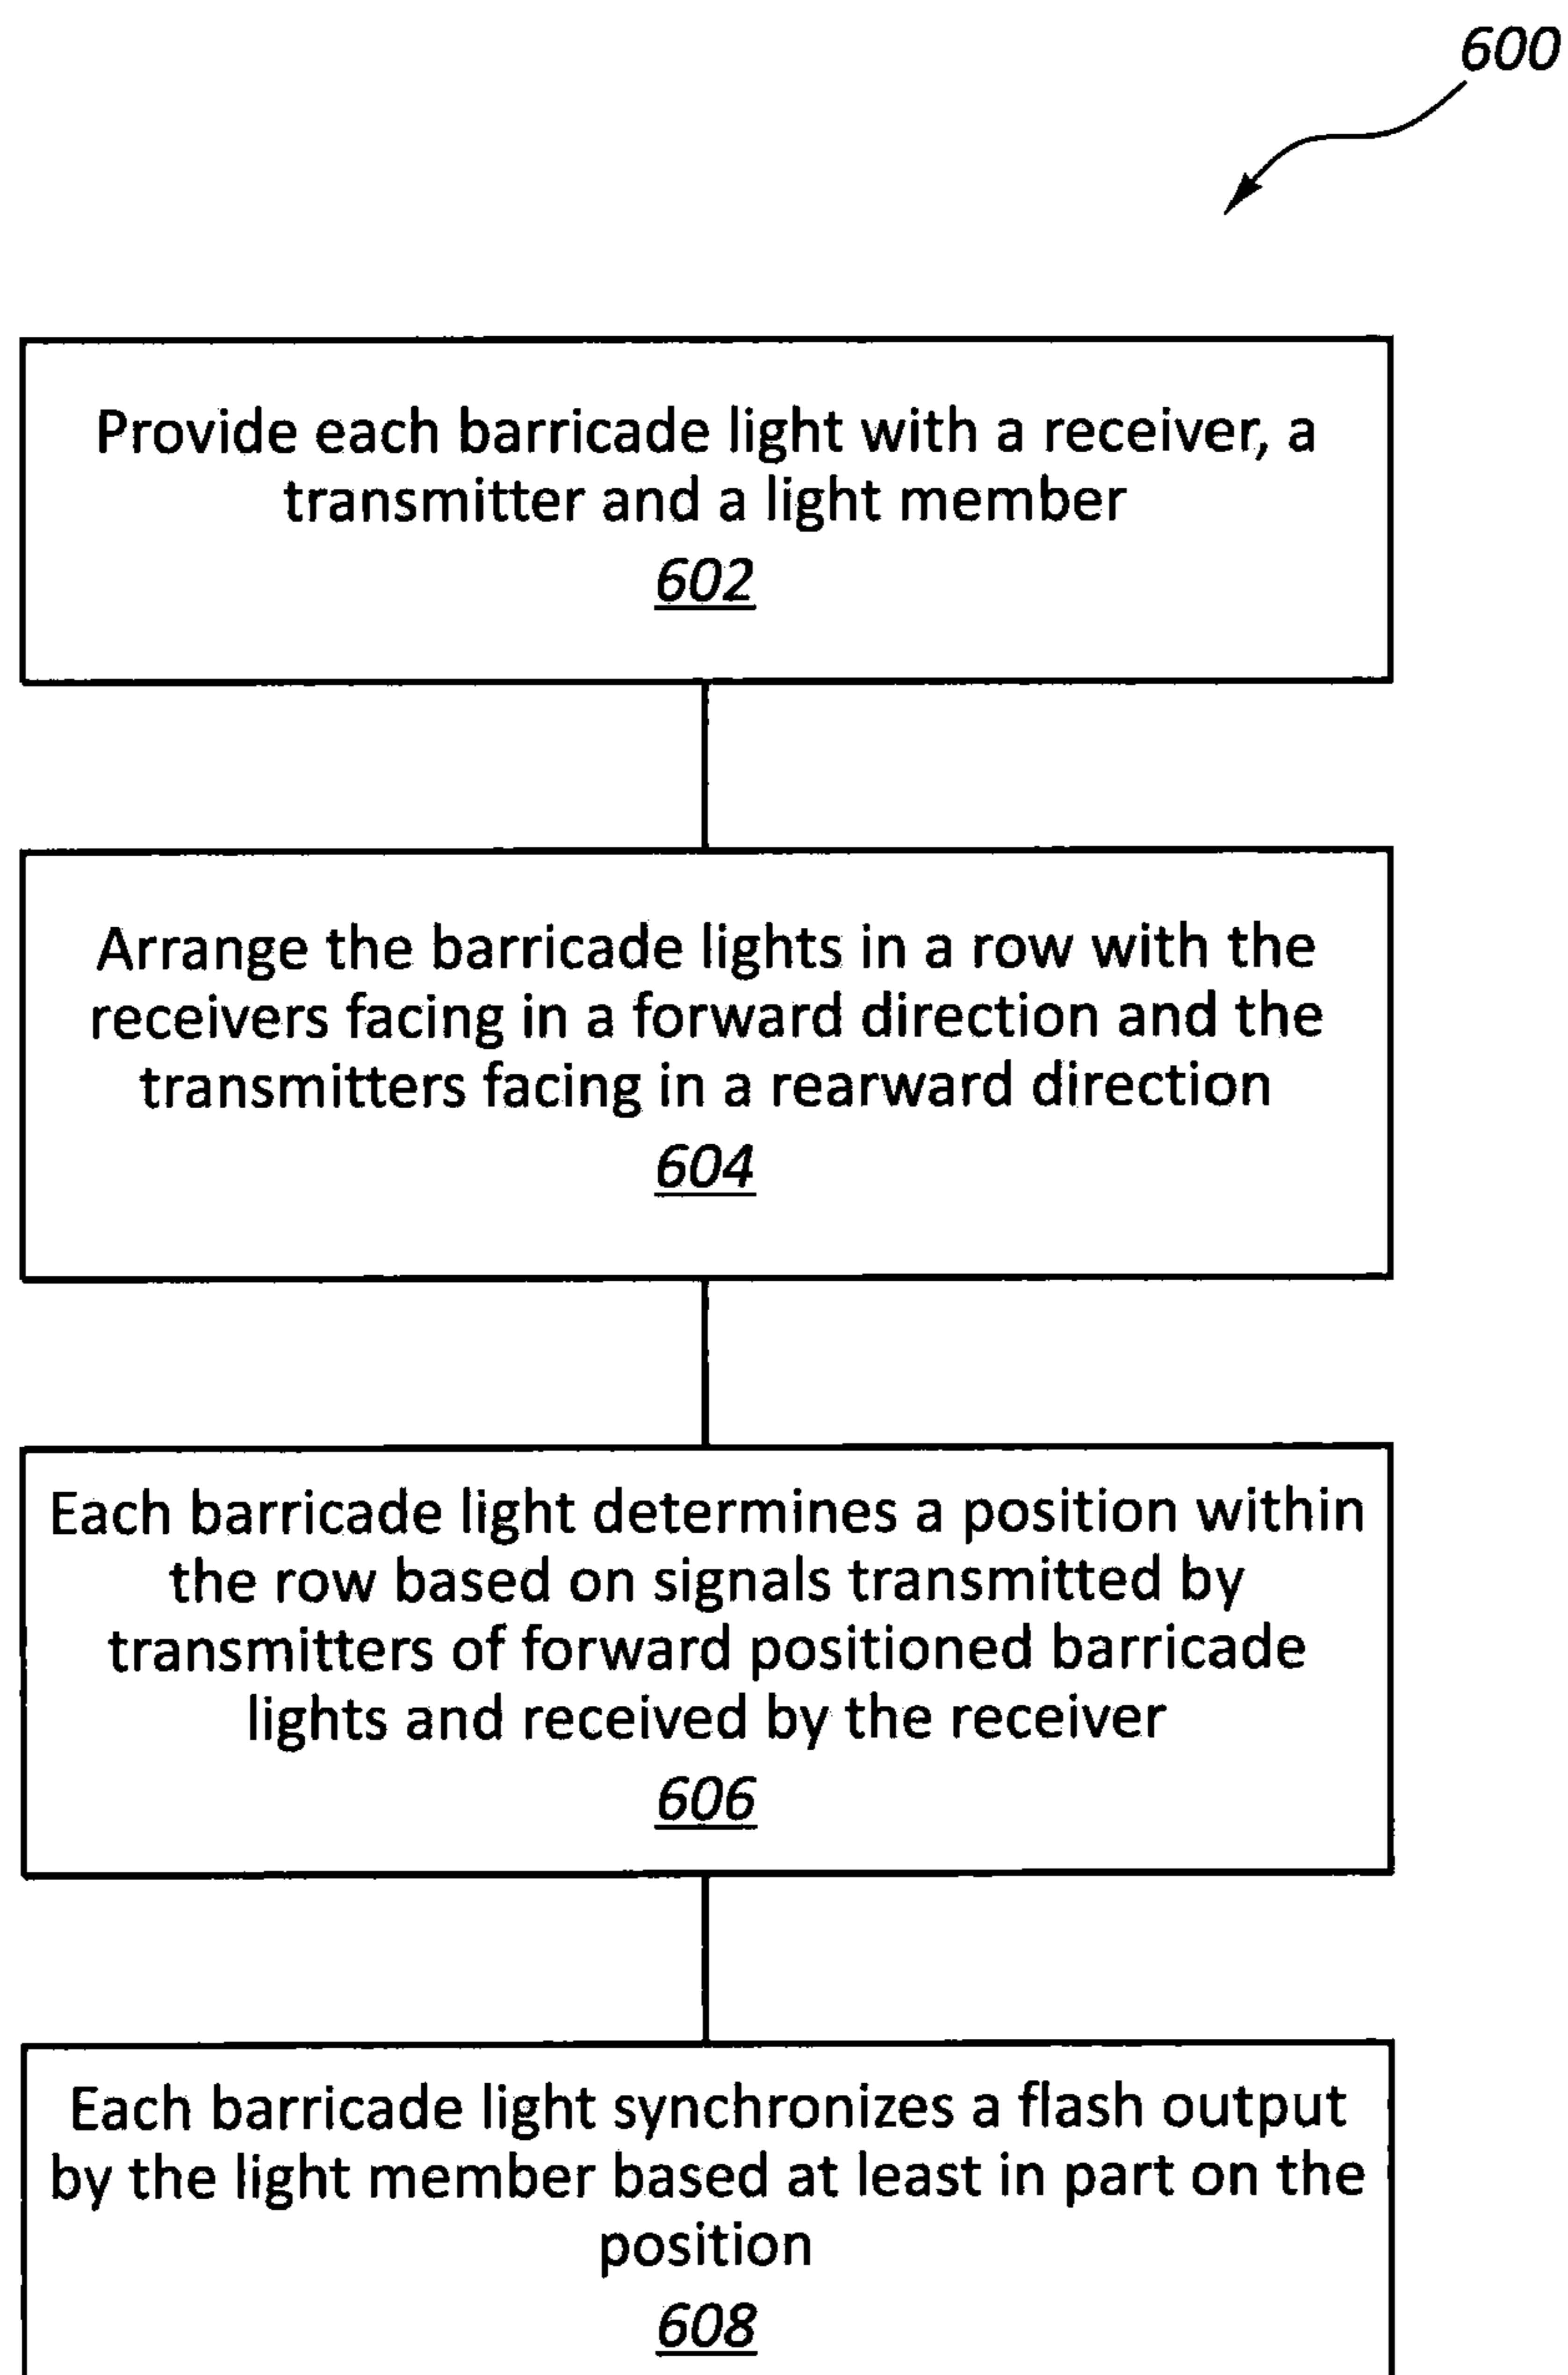 600
Provide each barricade light with a receiver, a
transmitter and a light member
602
Arrange the barricade lights in a row with the
receivers facing in a forward direction and the
transmitters facing in a rearward direction
604
Each barricade light determines a position within
the row based on signals transmitted by
transmitters of forward positioned barricade
lights and received by the receiver
606
Each barricade light synchronizes a flash output
by the light member based at least in part on the
position
608